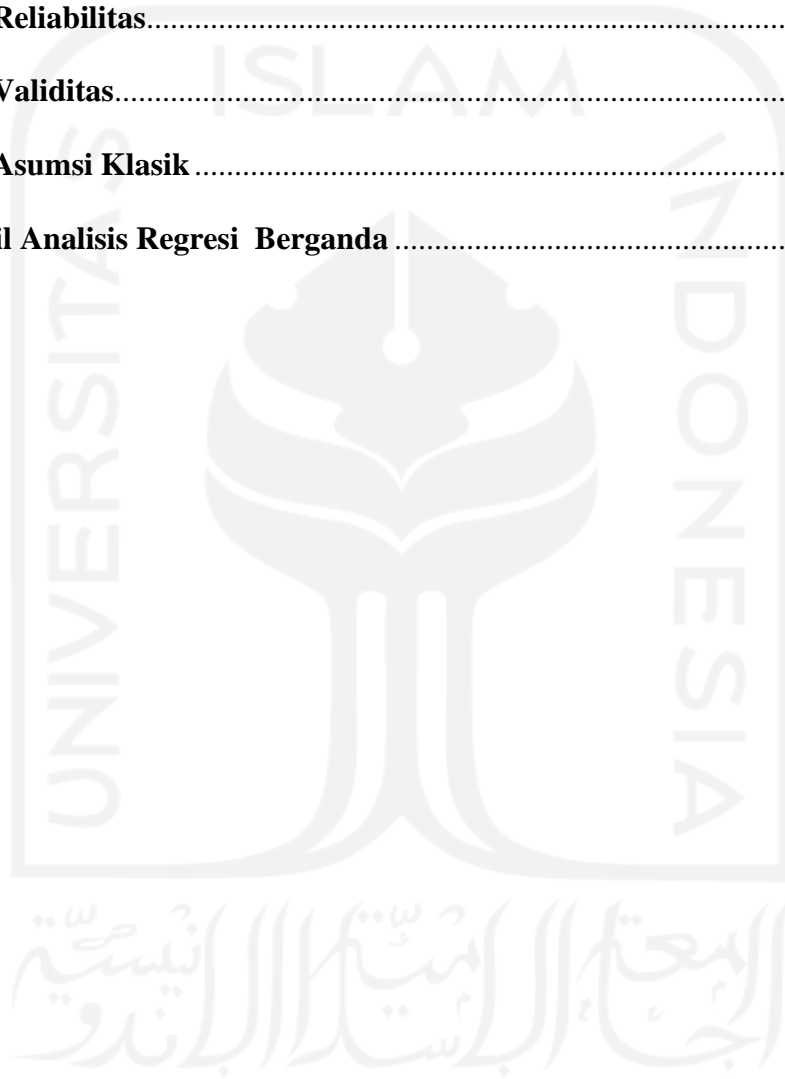 Reliabilitas....................................................................................
Validitas........................................................................................
Asumsi Klasik..............................................................................
il Analisis Regresi Berganda....................................................
UNIVERSITAS
ISLAM
INDONESIA